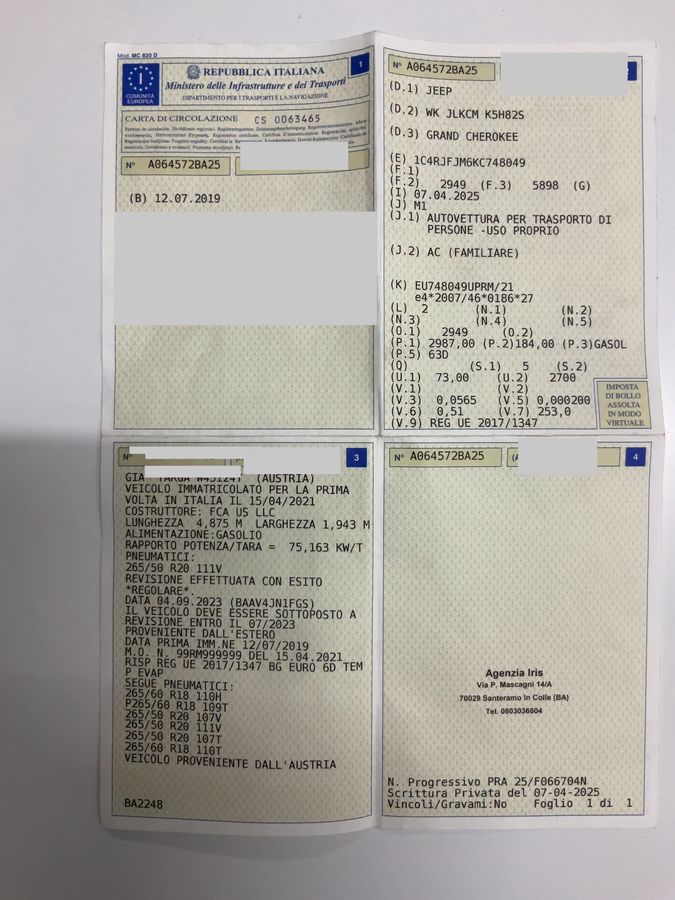 Mod. MC 820 D
COMUNITÀ
EUROPEA
I
REPUBBLICA ITALIANA
Ministero delle Infrastrutture e dei Trasporti
DIPARTIMENTO PER I TRASPORTI E LA NAVIGAZIONE
1
CARTA DI CIRCOLAZIONE CS 0063465
N° A064572BA25
(B) 12.07.2019
N° A064572BA25
(D.1) JEEP
(D.2) WK JLKCM K5H82S
(D.3) GRAND CHEROKEE
(E) 1C4RJFJM6KC748049
(F.1)
(F.2) 2949 (F.3) 5898 (G)
(I) 07.04.2025
(J) M1
(J.1) AUTOVETTURA PER TRASPORTO DI
PERSONE -USO PROPRIO
(J.2) AC (FAMILIARE)
(K) EU748049UPRM/21
e4*2007/46*0186*27
(L) 2 (N.1) (N.2)
(N.3) (N.4) (N.5)
(O.1) 2949 (O.2)
(P.1) 2987,00 (P.2)184,00 (P.3)GASOL
(P.5) 63D
(Q) (S.1) 5 (S.2)
(U.1) 73,00 (U.2) 2700
(V.1) (V.2)
(V.3) 0,0565 (V.5) 0,000200
(V.6) 0,51 (V.7) 253,0
(V.9) REG UE 2017/1347
IMPOSTA
DI BOLLO
ASSOLTA
IN MODO
VIRTUALE
N°
3
(AUSTRIA)
VEICOLO IMMATRICOLATO PER LA PRIMA
VOLTA IN ITALIA IL 15/04/2021
COSTRUTTORE: FCA US LLC
LUNGHEZZA 4,875 M LARGHEZZA 1,943 M
ALIMENTAZIONE:GASOLIO
RAPPORTO POTENZA/TARA = 75,163 KW/T
PNEUMATICI:
265/50 R20 111V
REVISIONE EFFETTUATA CON ESITO
*REGOLARE*.
DATA 04.09.2023 (BAAV4JN1FGS)
IL VEICOLO DEVE ESSERE SOTTOPOSTO A
REVISIONE ENTRO IL 07/2023
PROVENIENTE DALL'ESTERO
DATA PRIMA IMM.NE 12/07/2019
M.O. N. 99RM999999 DEL 15.04.2021
RISP REG UE 2017/1347 BG EURO 6D TEM
P EVAP
SEGUE PNEUMATICI:
265/60 R18 110H
P265/60 R18 109T
265/50 R20 107V
265/50 R20 111V
265/50 R20 107T
265/60 R18 110T
VEICOLO PROVENIENTE DALL'AUSTRIA
BA2248
N° A064572BA25
4
Agenzia Iris
Via P. Mascagni 14/A
70029 Santeramo In Colle (BA)
Tel. 0803036604
N. Progressivo PRA 25/F066704N
Scrittura Privata del 07-04-2025
Vincoli/Gravami:No Foglio 1 di 1